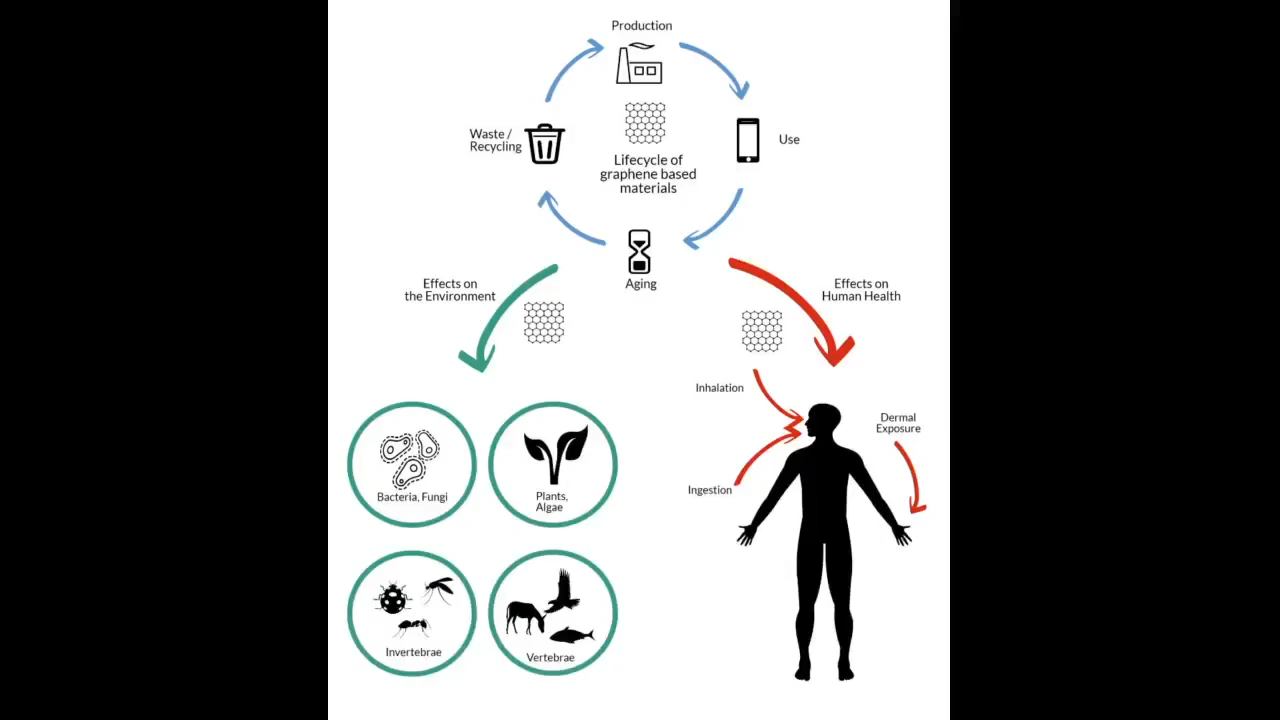 Production
Waste /
Recycling
Use
Lifecycle of
graphene based
materials
Aging
Effects on
the Environment
Effects on
Human Health
Inhalation
Dermal
Exposure
Ingestion
Bacteria, Fungi
Plants,
Algae
Invertebrae
Vertebrae